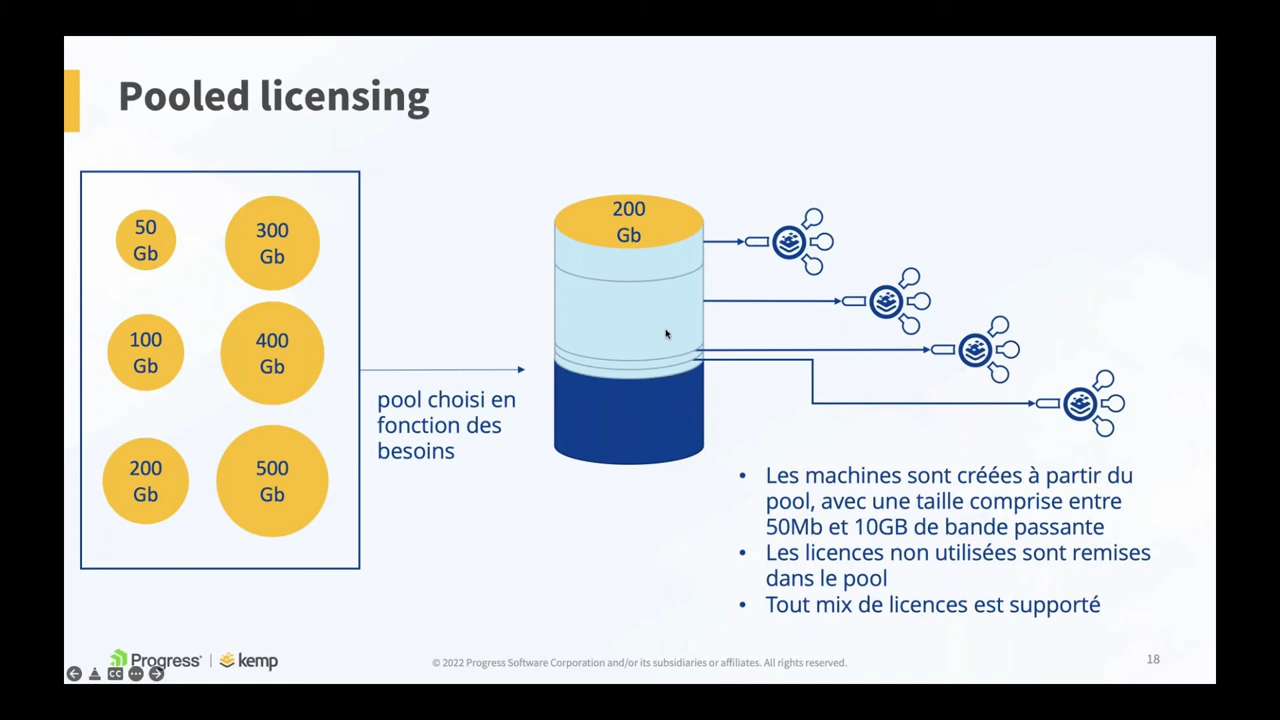 Pooled licensing
50
Gb
300
Gb
100
Gb
400
Gb
200
Gb
500
Gb
pool choisi en
fonction des
besoins
200
Gb
• Les machines sont créées à partir du
pool, avec une taille comprise entre
50Mb et 10GB de bande passante
• Les licences non utilisées sont remises
dans le pool
• Tout mix de licences est supporté
Progress | kemp
© 2022 Progress Software Corporation and/or its subsidiaries or affiliates. All rights reserved.
18
CC